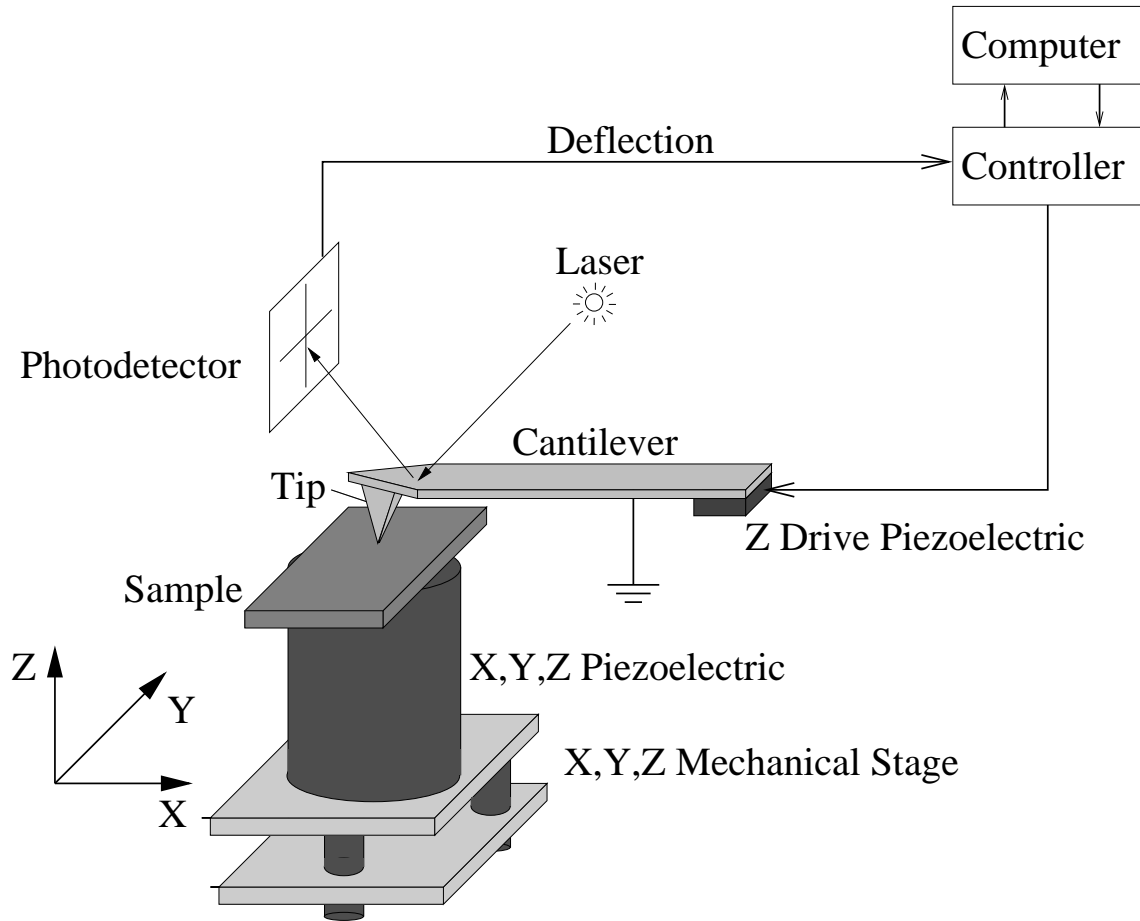 Computer
Deflection
Controller
Laser
Photodetector
Cantilever
Tip
Z Drive Piezoelectric
Sample
Z
X,Y,Z Piezoelectric
Y
X,Y,Z Mechanical Stage
X